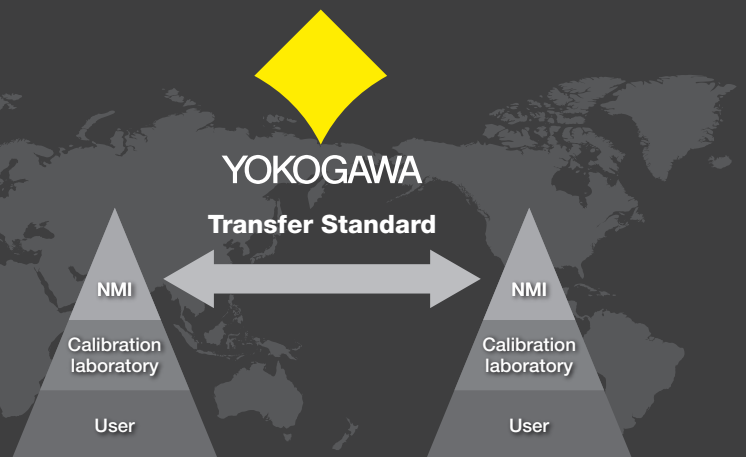 YOKOGAWA
Transfer Standard
NMI
Calibration
laboratory
User
NMI
Calibration
laboratory
User